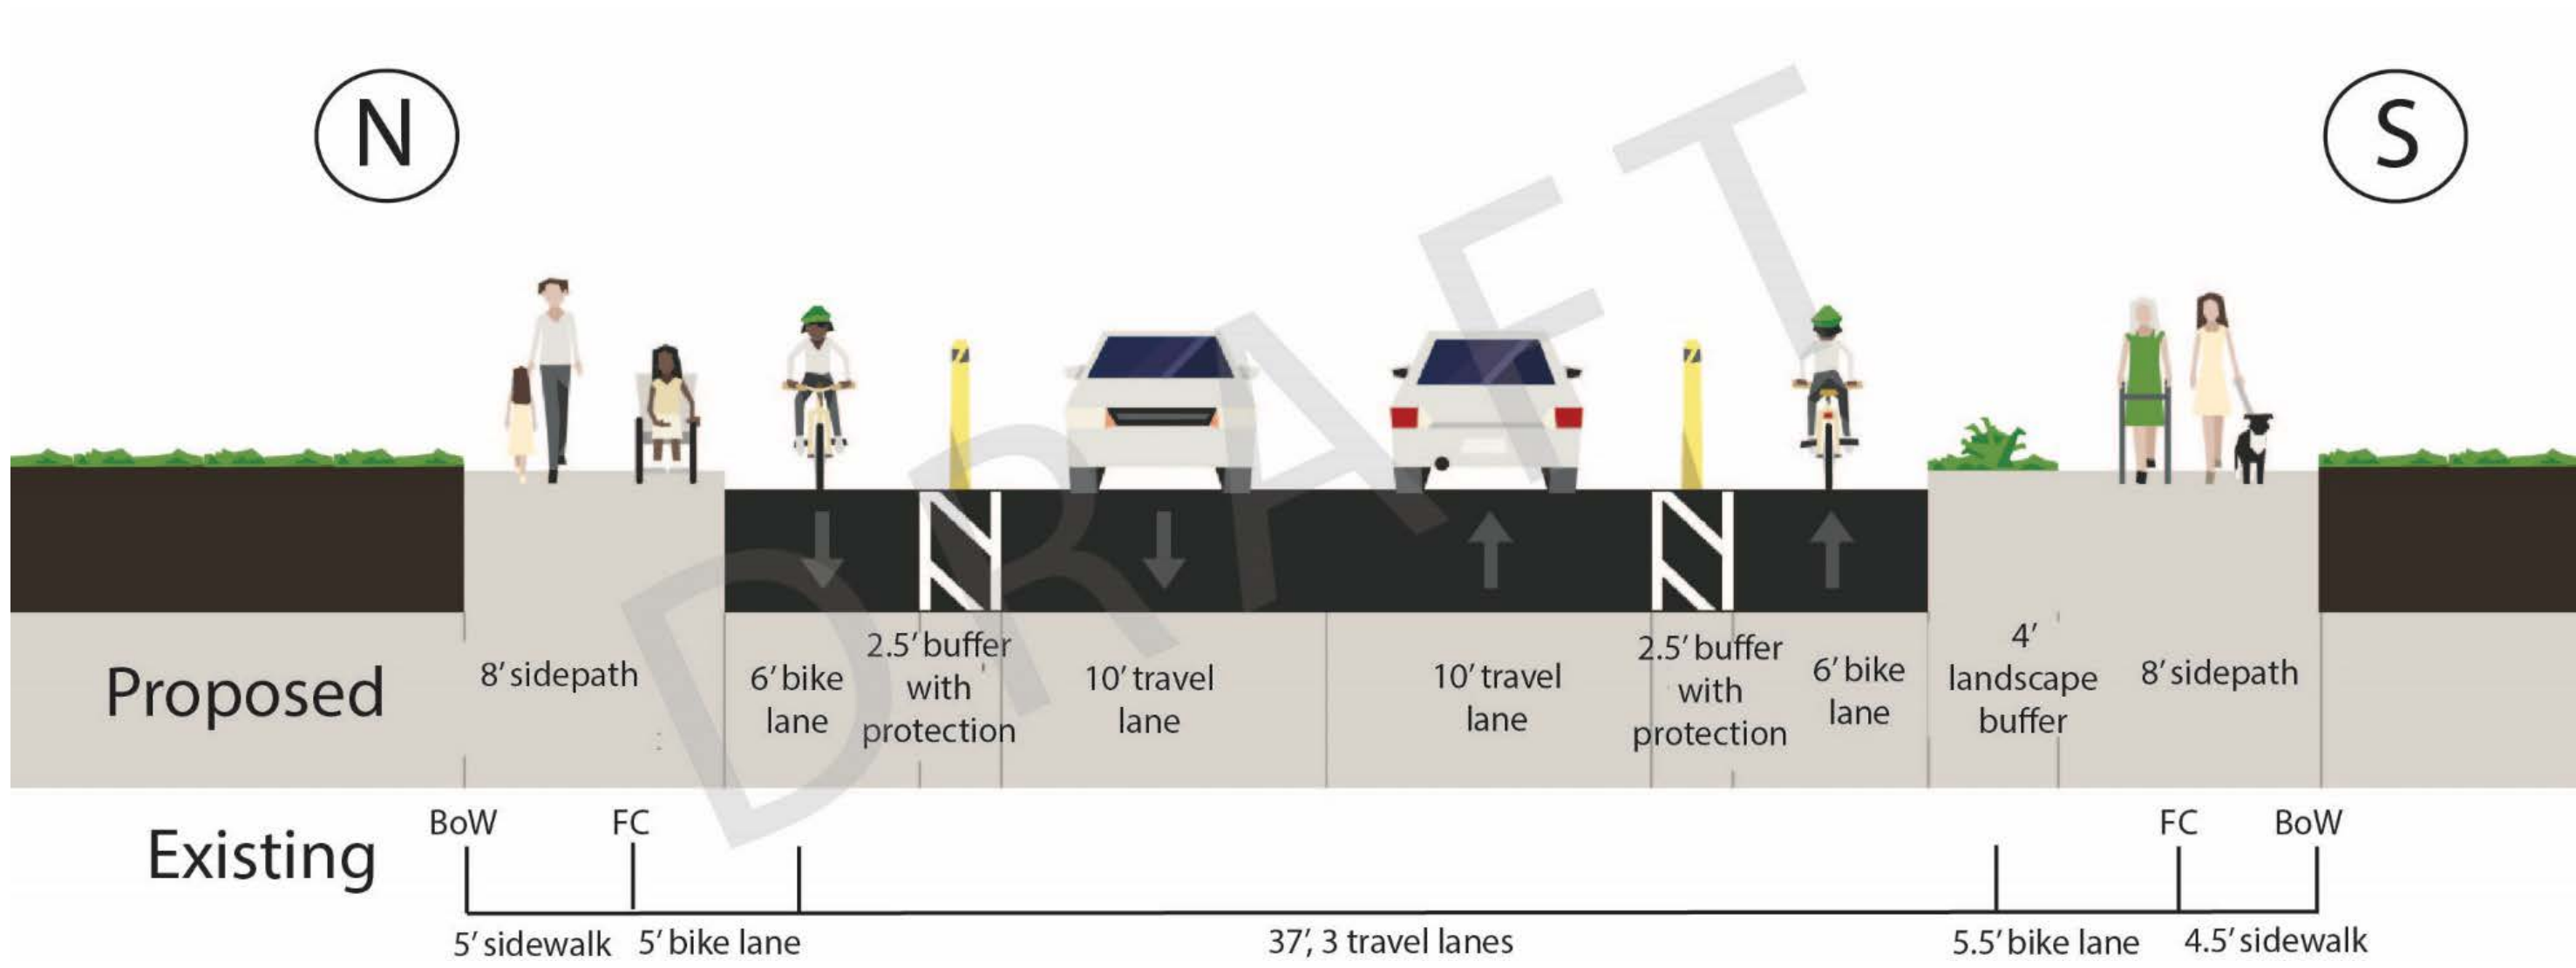 N
S
DRAFT
Proposed
8' sidepath
6' bike
lane
2.5' buffer
with
protection
10' travel
lane
10' travel
lane
2.5' buffer
with
protection
6' bike
lane
4'
landscape
buffer
8' sidepath
Existing
BoW
FC
FC
BoW
5' sidewalk
5' bike lane
37', 3 travel lanes
5.5' bike lane
4.5' sidewalk